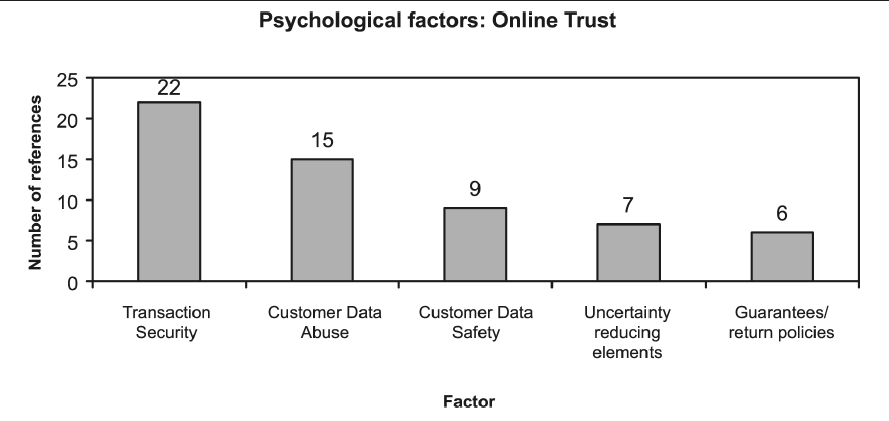 Psychological factors: Online Trust
Number of references
25
20
15
10
5
0
22
15
9
7
6
Transaction
Security
Customer Data
Abuse
Customer Data
Safety
Uncertainty
reducing
elements
Guarantees/
return policies
Factor